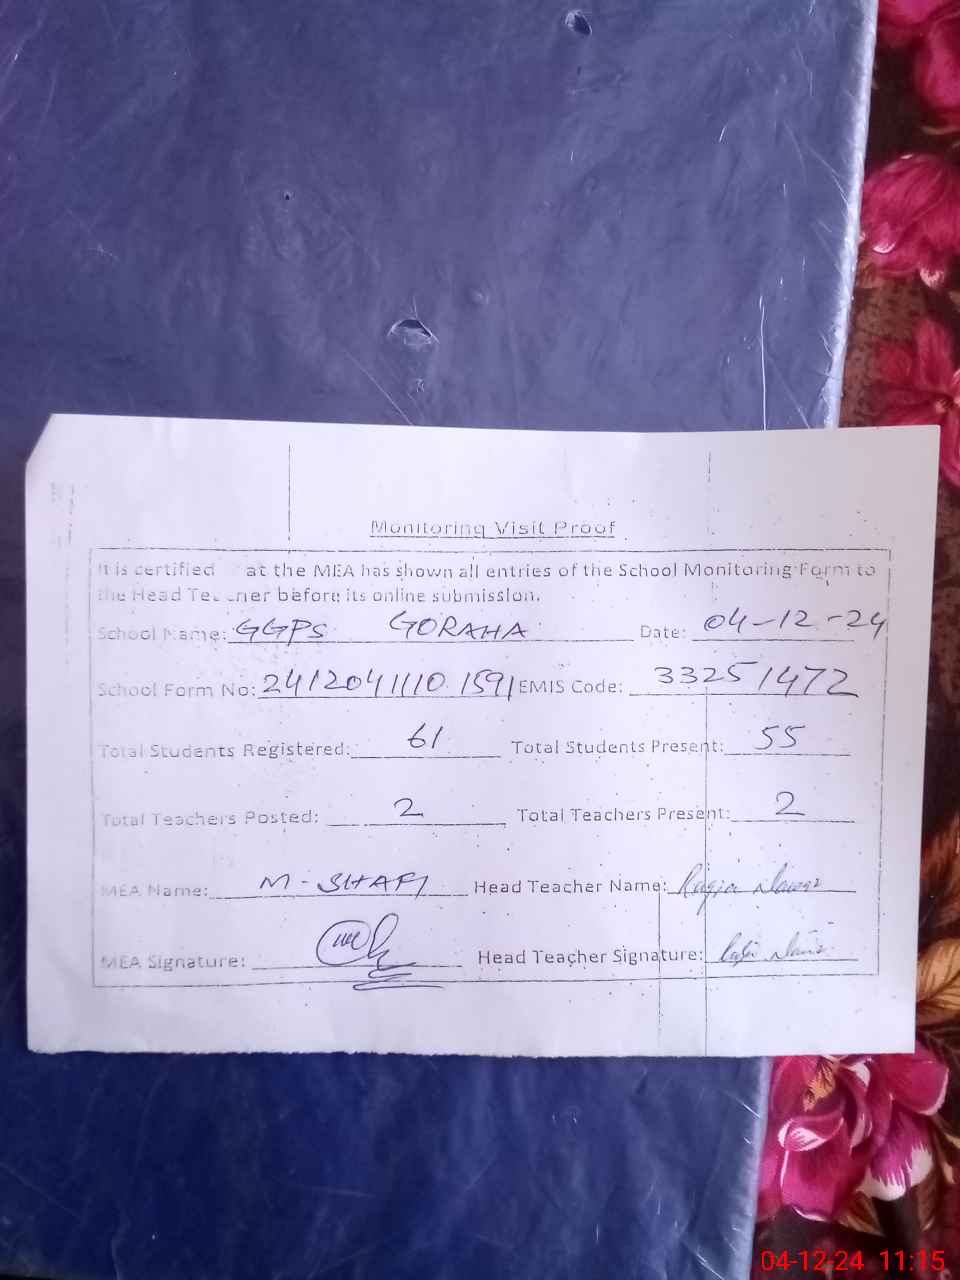 Monitoring Visit Proof
It is certified at the MEA has shown all entries of the School Monitoring Form to
the Head Te ner before its online submission.
School Name: GGPS GORAHA Date: 04-12-24
School Form No: 24120411101591 EMIS Code: 33251472
Total Students Registered: 61 Total Students Present: 55
Total Teachers Posted: 2 Total Teachers Present: 2
MEA Name: M-SHAFI Head Teacher Name:
MEA Signature: Head Teacher Signature:
04-12-24 11:15